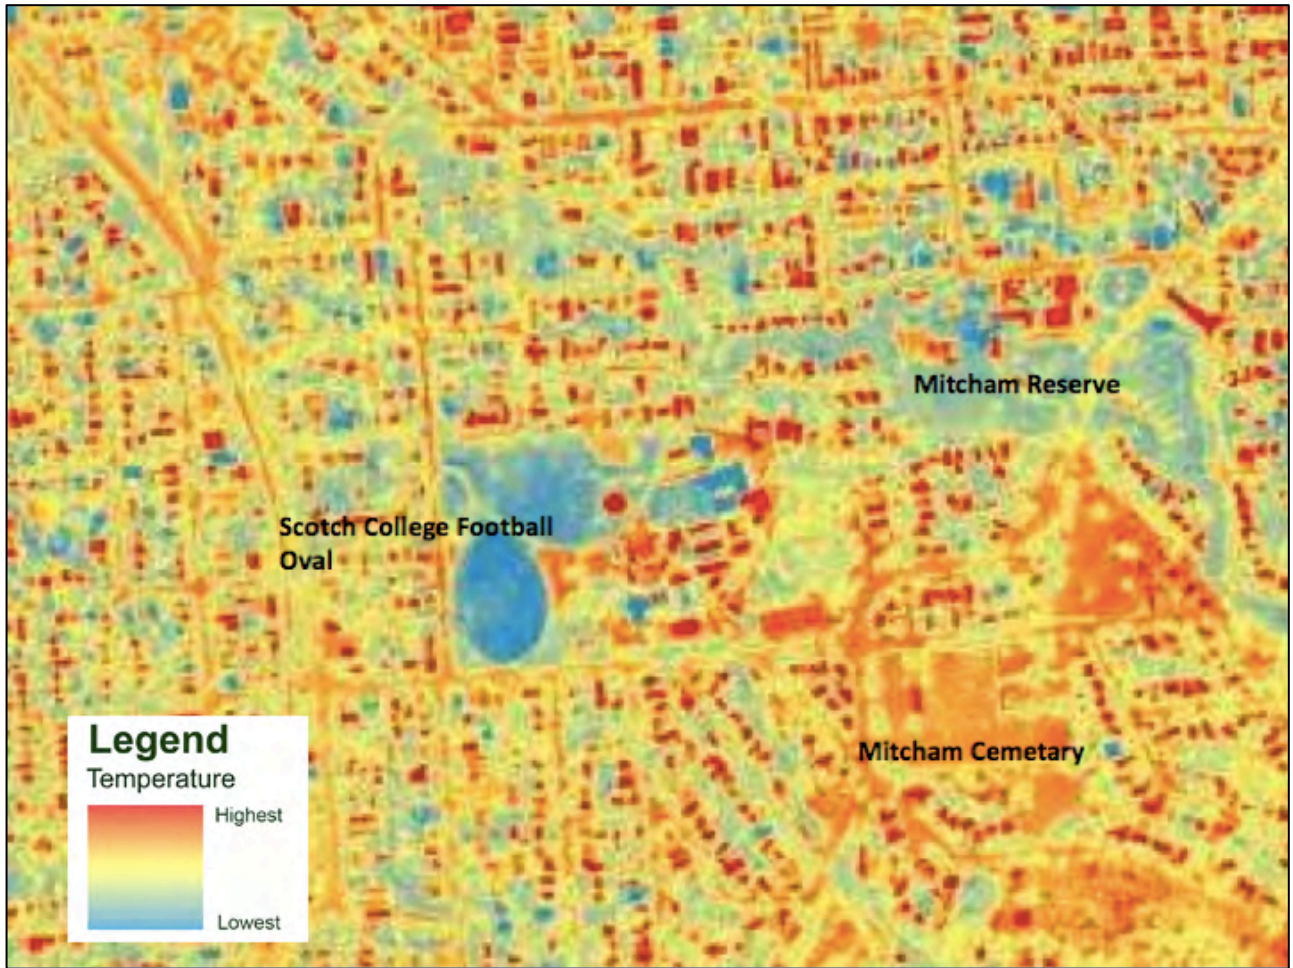 Mitcham Reserve
Scotch College Football
Oval
Mitcham Cemetary
Legend
Temperature
Highest
Lowest